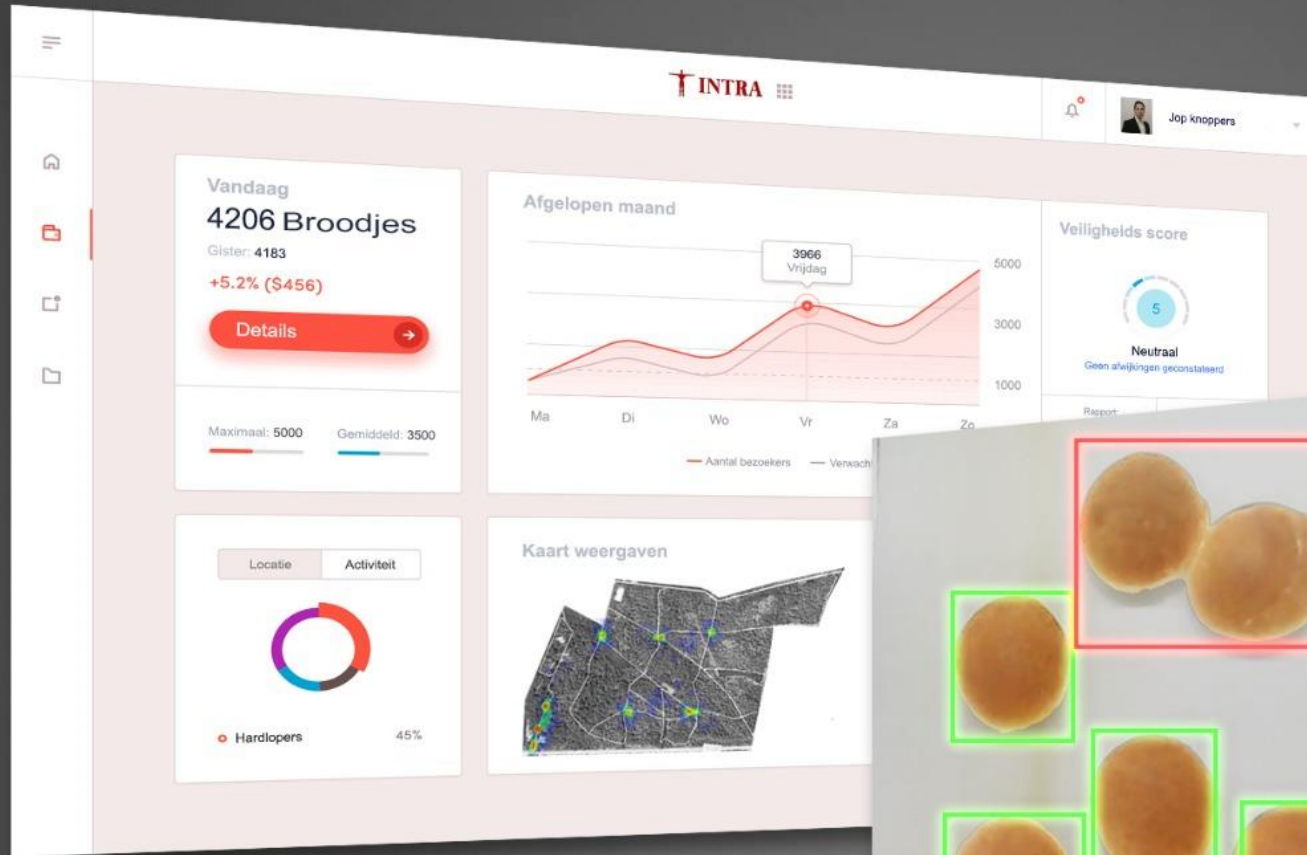 INTRA
Jop knoppers
Vandaag
4206 Broodjes
Gister: 4183
+5.2% ($456)
Details
Maximaal: 5000
Gemiddeld: 3500
Afgelopen maand
3966
Vrijdag
5000
3000
1000
Ma Di Wo Vr Za Zo
Aantal bezoekers
Verwach
Veiligheids score
5
Neutraal
Geen afwijkingen geconstateerd
Rapport:
Locatie
Activiteit
Hardlopers 45%
Kaart weergaven